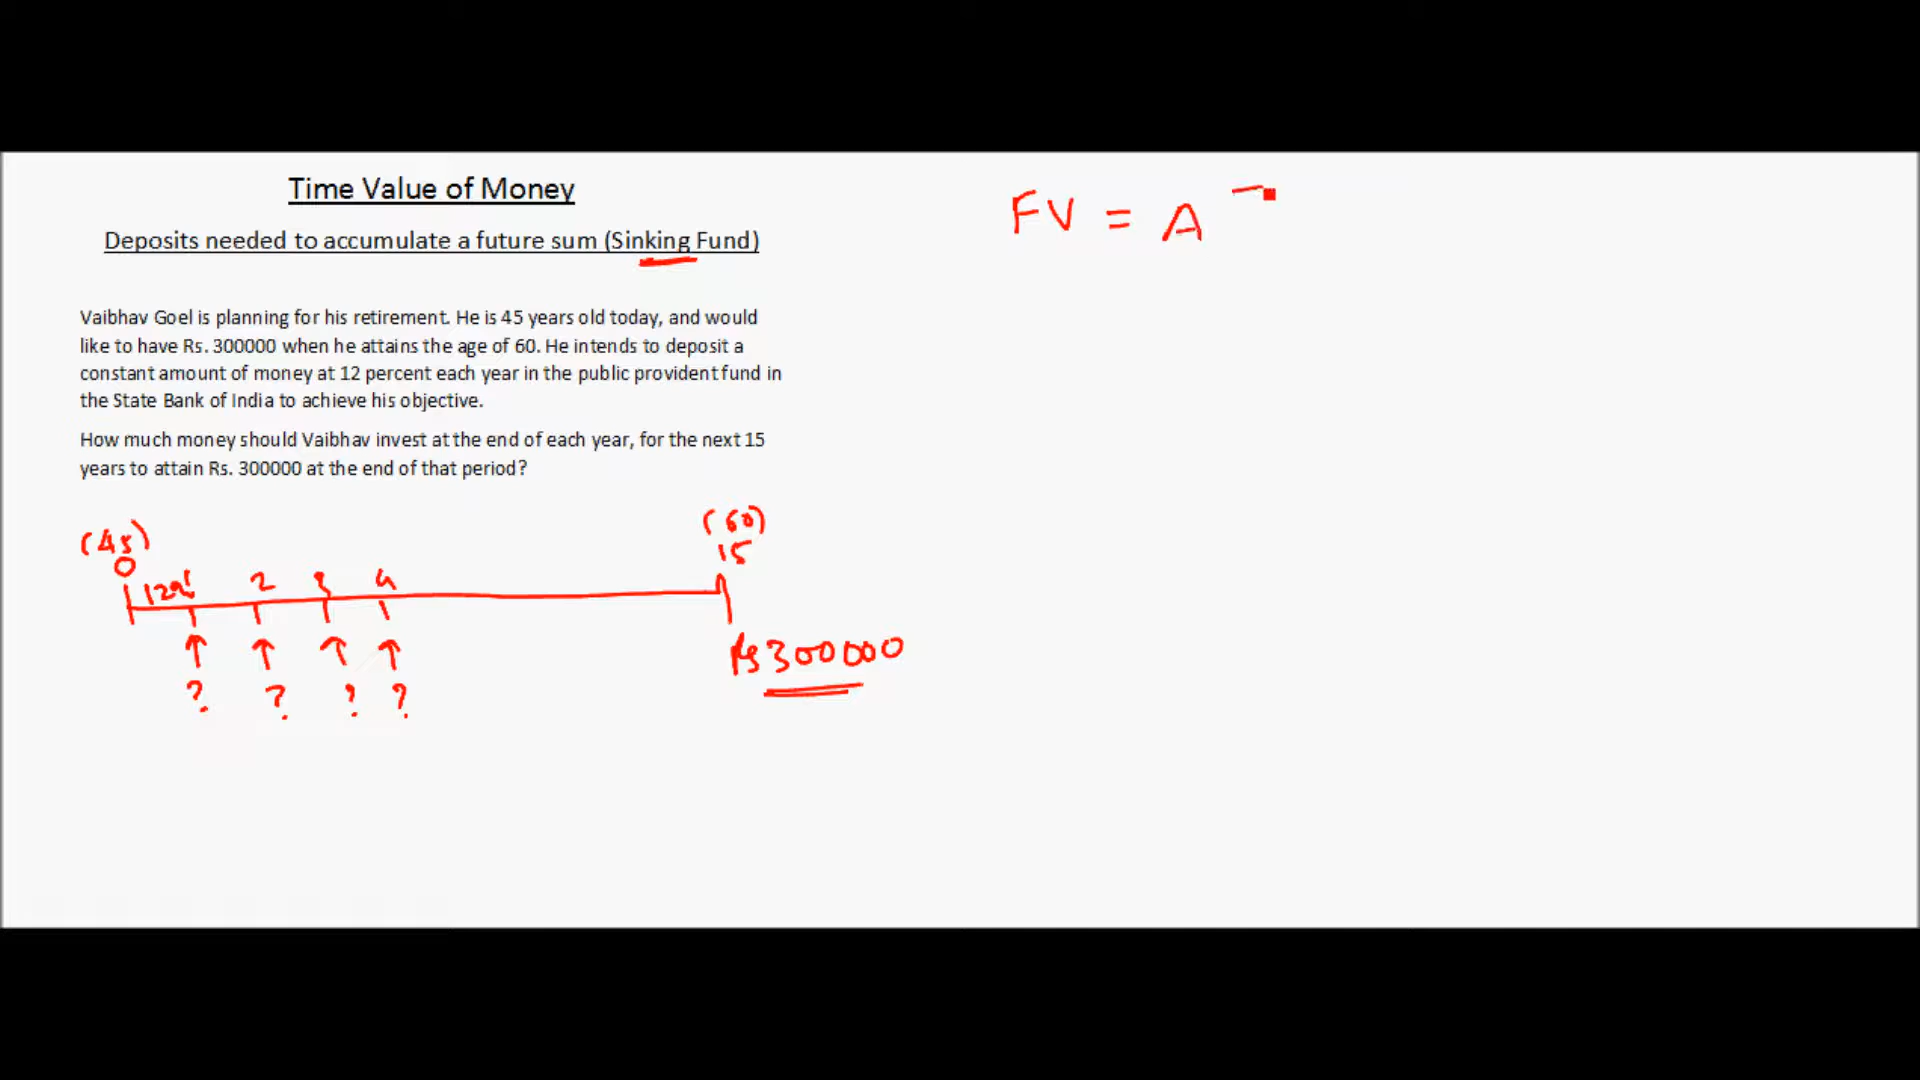 Time Value of Money
Deposits needed to accumulate a future sum (Sinking Fund)
Vaibhav Goel is planning for his retirement. He is 45 years old today, and would
like to have Rs. 300000 when he attains the age of 60. He intends to deposit a
constant amount of money at 12 percent each year in the public provident fund in
the State Bank of India to achieve his objective.
How much money should Vaibhav invest at the end of each year, for the next 15
years to attain Rs. 300000 at the end of that period?
FV = A
(45) (60)
0 15
2 3 4
Rs 300000
? ? ? ?